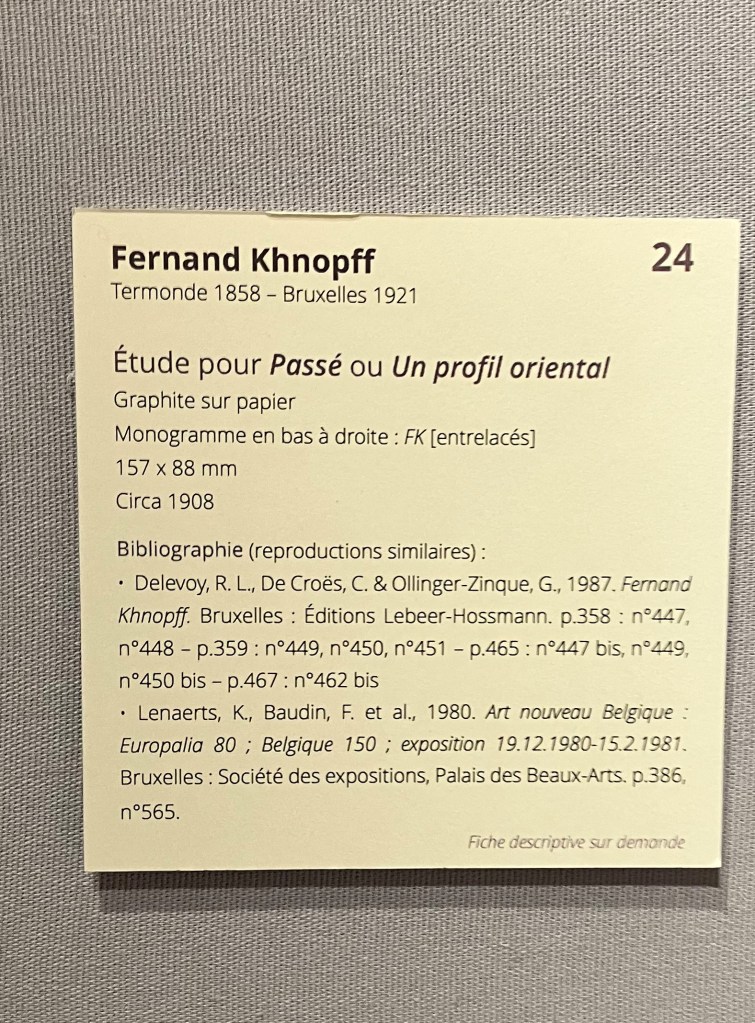 Fernand Khnopff 24
Termonde 1858 – Bruxelles 1921
Étude pour Passé ou Un profil oriental
Graphite sur papier
Monogramme en bas à droite : FK [entrelacés]
157 x 88 mm
Circa 1908
Bibliographie (reproductions similaires) :
• Delevoy, R. L., De Croës, C. & Ollinger-Zinque, G., 1987. Fernand
Khnopff. Bruxelles : Éditions Lebeer-Hossmann. p.358 : n°447,
n°448 – p.359 : n°449, n°450, n°451 – p.465 : n°447 bis, n°449,
n°450 bis – p.467 : n°462 bis
• Lenaerts, K., Baudin, F. et al., 1980. Art nouveau Belgique :
Europalia 80 ; Belgique 150 ; exposition 19.12.1980-15.2.1981.
Bruxelles : Société des expositions, Palais des Beaux-Arts. p.386,
n°565.
Fiche descriptive sur demande